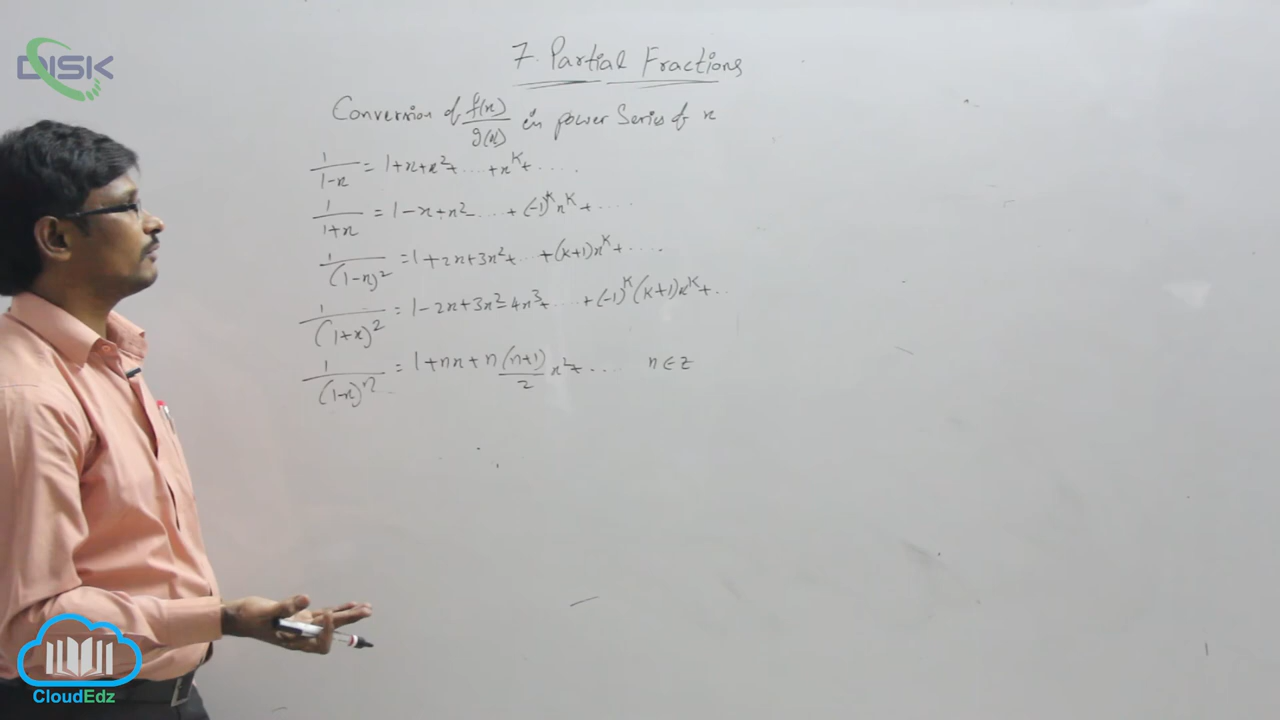 DISK
7. Partial Fractions
Conversion of f(x)/g(x) in power Series of x
1/(1-x) = 1+x+x²+ .... +x^k+ ....
1/(1+x) = 1-x+x²- .... +(-1)^k x^k+ ....
1/(1-x)² = 1+2x+3x²+ ... +(k+1)x^k+ ....
1/(1+x)² = 1-2x+3x²-4x³+ .... +(-1)^k (k+1)x^k+ ..
1/(1-x)^n = 1+nx+n(n+1)/2 x²+ .... n∈z
CloudEdz